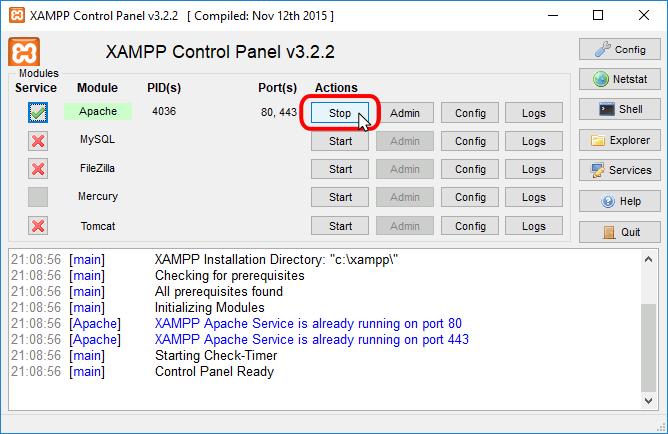 XAMPP Control Panel v3.2.2 [ Compiled: Nov 12th 2015 ]
XAMPP Control Panel v3.2.2
Config
Modules
Service Module PID(s) Port(s) Actions
Netstat
Apache 4036 80, 443 Stop Admin Config Logs
Shell
MySQL Start Admin Config Logs
Explorer
FileZilla Start Admin Config Logs
Services
Mercury Start Admin Config Logs
Help
Tomcat Start Admin Config Logs
Quit
21:08:56 [main] XAMPP Installation Directory: "c:\xampp\"
21:08:56 [main] Checking for prerequisites
21:08:56 [main] All prerequisites found
21:08:56 [main] Initializing Modules
21:08:56 [Apache] XAMPP Apache Service is already running on port 80
21:08:56 [Apache] XAMPP Apache Service is already running on port 443
21:08:56 [main] Starting Check-Timer
21:08:56 [main] Control Panel Ready